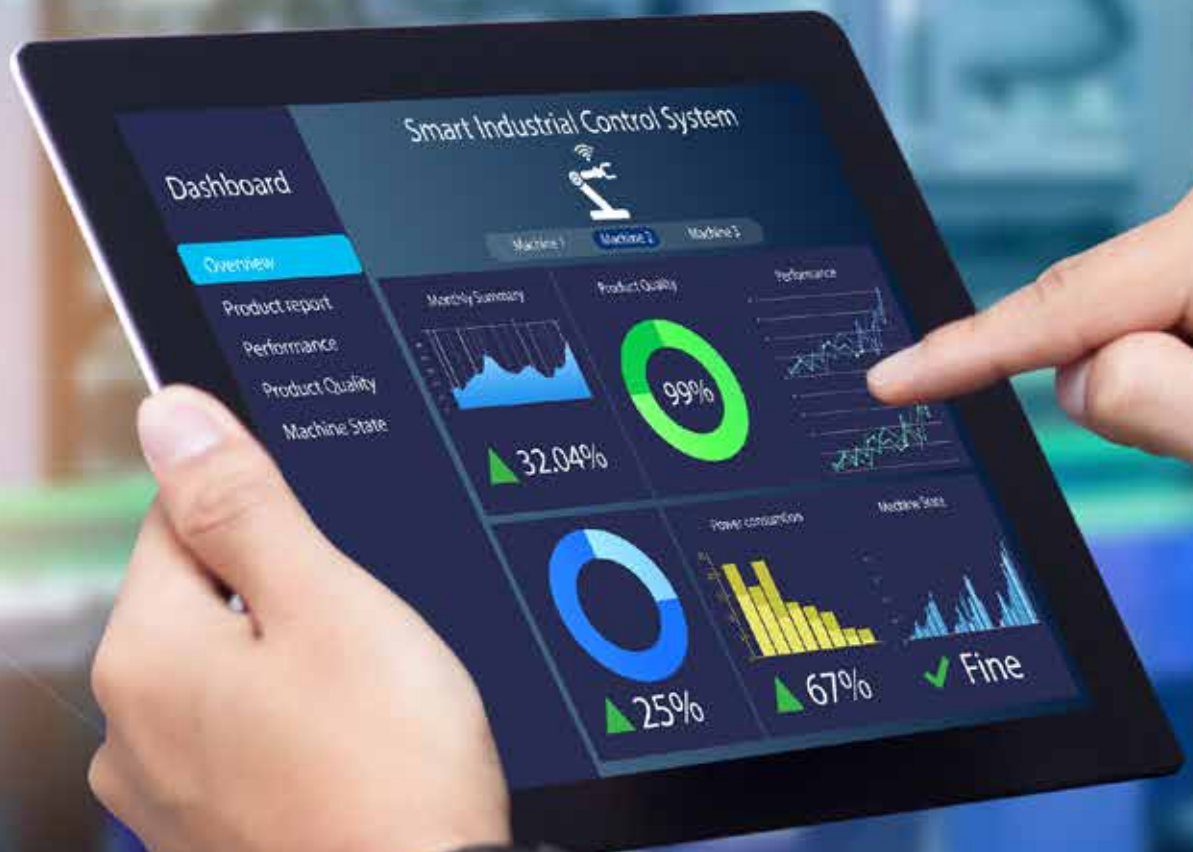 Smart Industrial Control System
Dashboard
Machine 1 Machine 2 Machine 3
Overview
Product report
Performance
Product Quality
Machine State
Monthly Summary
32.04%
Product Quality
99%
Performance
25%
Power consumption
67%
Machine State
Fine